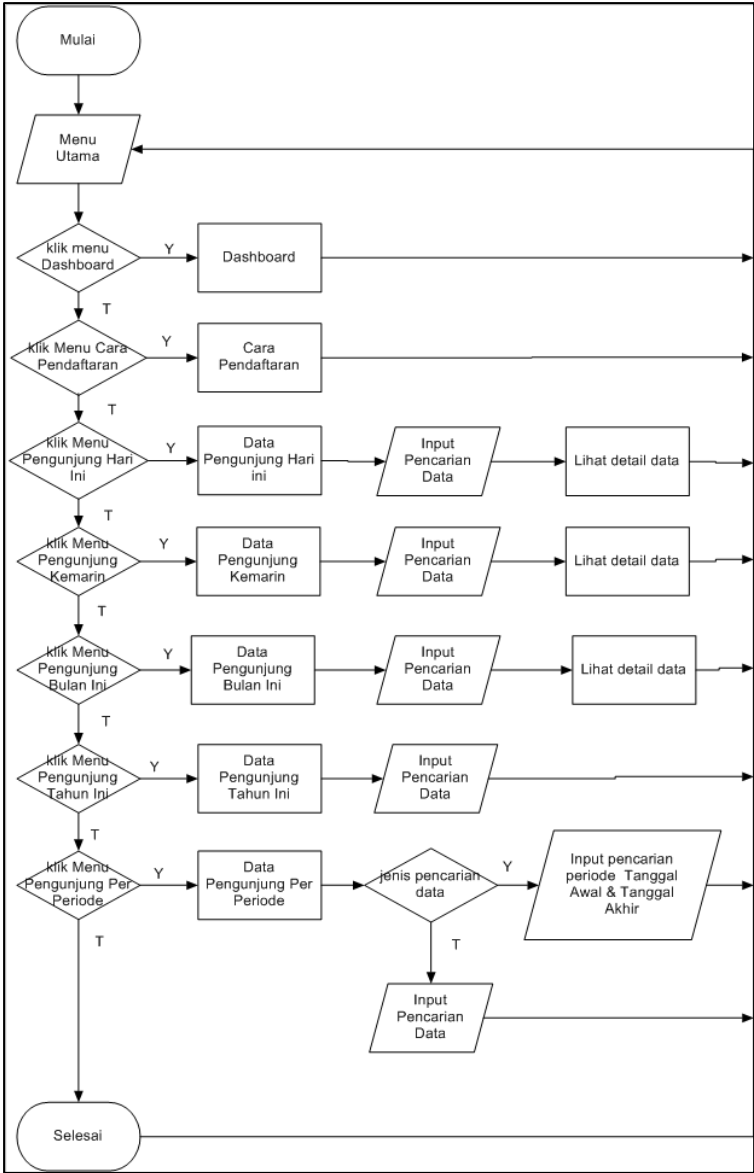 Mulai
Menu
Utama
klik menu
Dashboard
Y
Dashboard
T
klik Menu Cara
Pendaftaran
Y
Cara
Pendaftaran
T
klik Menu
Pengunjung Hari
Ini
Y
Data
Pengunjung Hari
ini
Input
Pencarian
Data
Lihat detail data
T
klik Menu
Pengunjung
Kemarin
Y
Data
Pengunjung
Kemarin
Input
Pencarian
Data
Lihat detail data
T
klik Menu
Pengunjung
Bulan Ini
Y
Data
Pengunjung
Bulan Ini
Input
Pencarian
Data
Lihat detail data
T
klik Menu
Pengunjung
Tahun Ini
Y
Data
Pengunjung
Tahun Ini
Input
Pencarian
Data
T
klik Menu
Pengunjung Per
Periode
Y
Data
Pengunjung Per
Periode
jenis pencarian
data
Y
Input pencarian
periode Tanggal
Awal & Tanggal
Akhir
T
T
Input
Pencarian
Data
Selesai